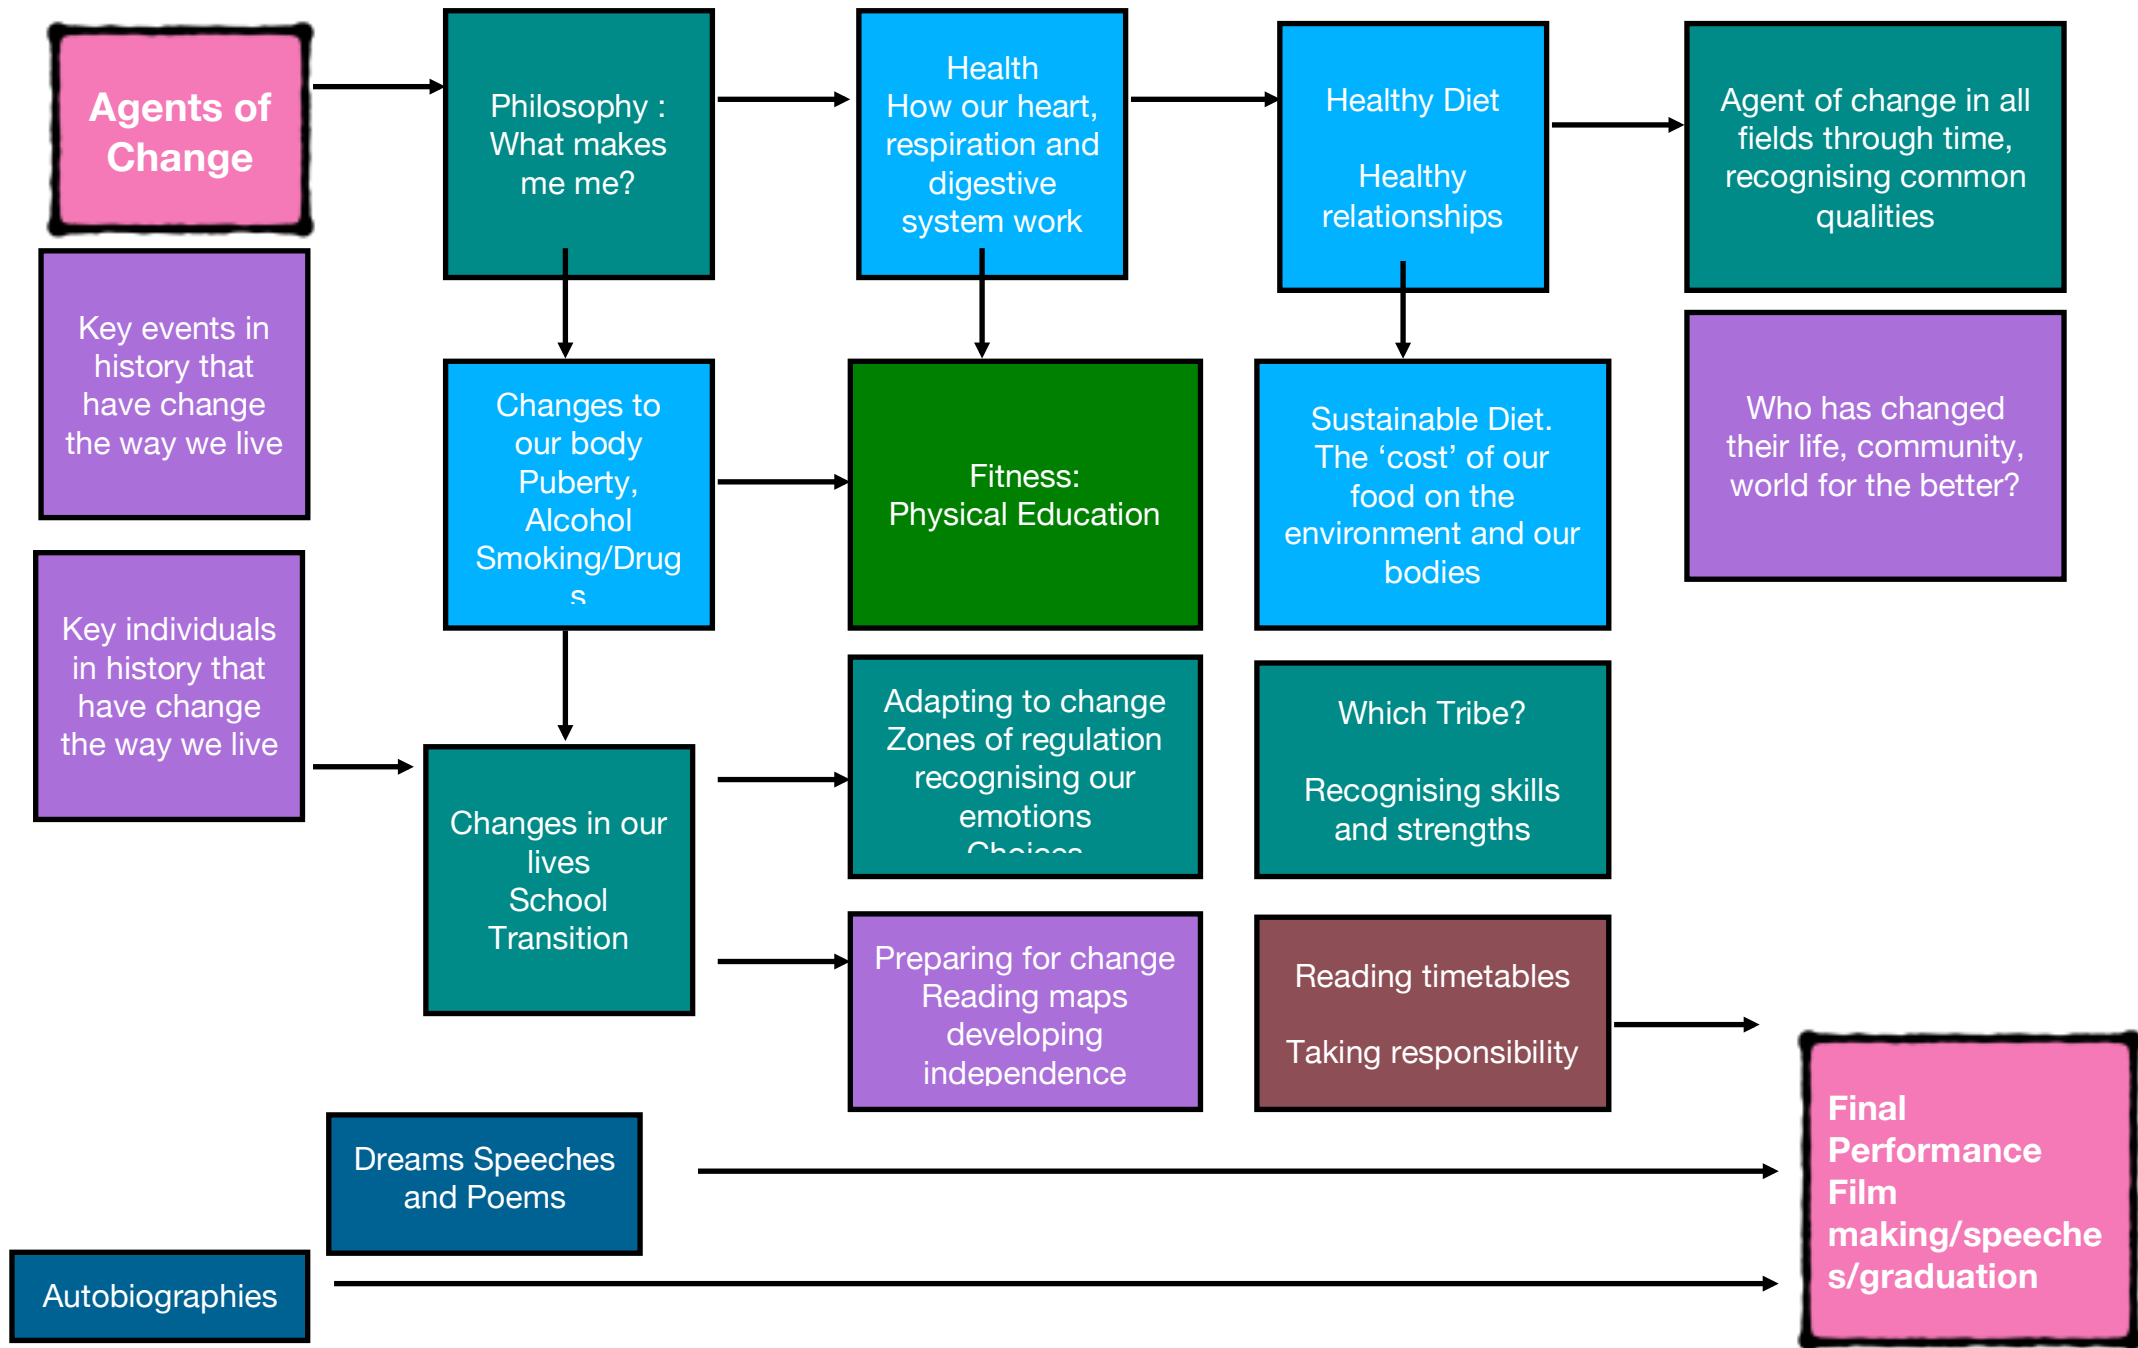 Agents of
Change
Philosophy :
What makes
me me?
Health
How our heart,
respiration and
digestive
system work
Healthy Diet
Healthy
relationships
Agent of change in all
fields through time,
recognising common
qualities
Key events in
history that
have change
the way we live
Changes to
our body
Puberty,
Alcohol
Smoking/Drug
s
Fitness:
Physical Education
Sustainable Diet.
The ‘cost’ of our
food on the
environment and our
bodies
Who has changed
their life, community,
world for the better?
Key individuals
in history that
have change
the way we live
Changes in our
lives
School
Transition
Adapting to change
Zones of regulation
recognising our
emotions
Choices
Which Tribe?
Recognising skills
and strengths
Preparing for change
Reading maps
developing
independence
Reading timetables
Taking responsibility
Dreams Speeches
and Poems
Autobiographies
Final
Performance
Film
making/speeche
s/graduation